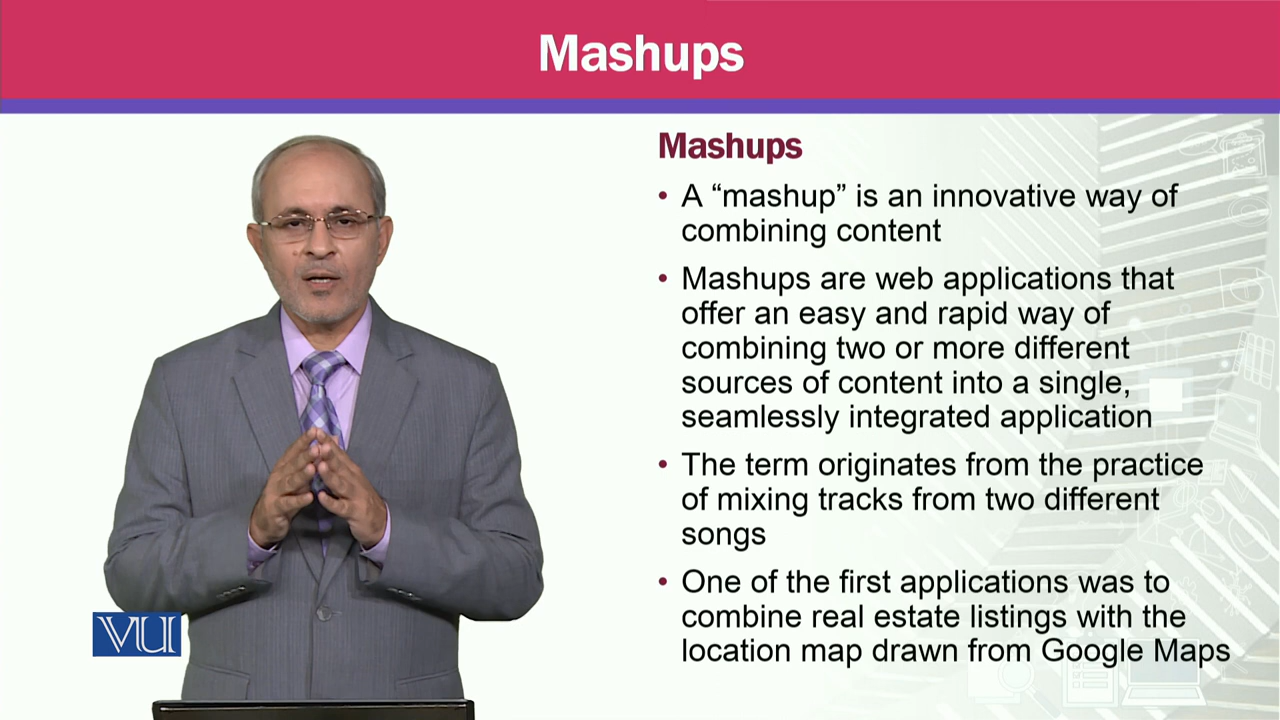 Mashups
Mashups
• A “mashup” is an innovative way of
combining content
• Mashups are web applications that
offer an easy and rapid way of
combining two or more different
sources of content into a single,
seamlessly integrated application
• The term originates from the practice
of mixing tracks from two different
songs
• One of the first applications was to
combine real estate listings with the
location map drawn from Google Maps
VU